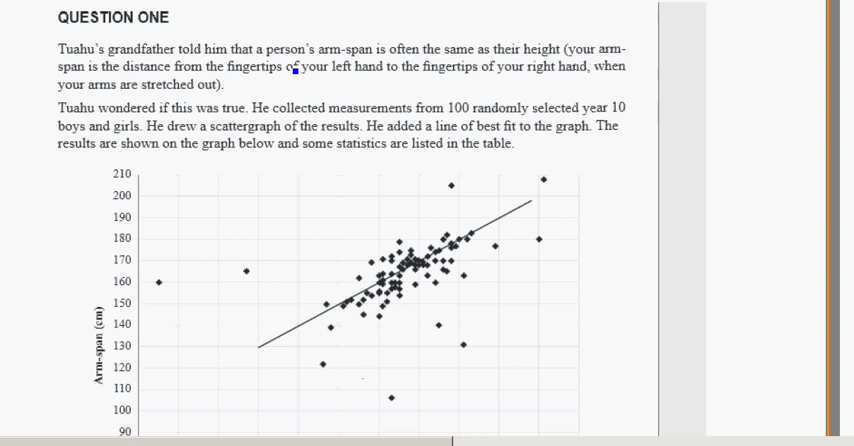 QUESTION ONE
Tuahu's grandfather told him that a person's arm-span is often the same as their height (your arm-
span is the distance from the fingertips of your left hand to the fingertips of your right hand, when
your arms are stretched out).
Tuahu wondered if this was true. He collected measurements from 100 randomly selected year 10
boys and girls. He drew a scattergraph of the results. He added a line of best fit to the graph. The
results are shown on the graph below and some statistics are listed in the table.
210
200
190
180
170
160
150
140
130
120
110
100
90
Arm-span (cm)